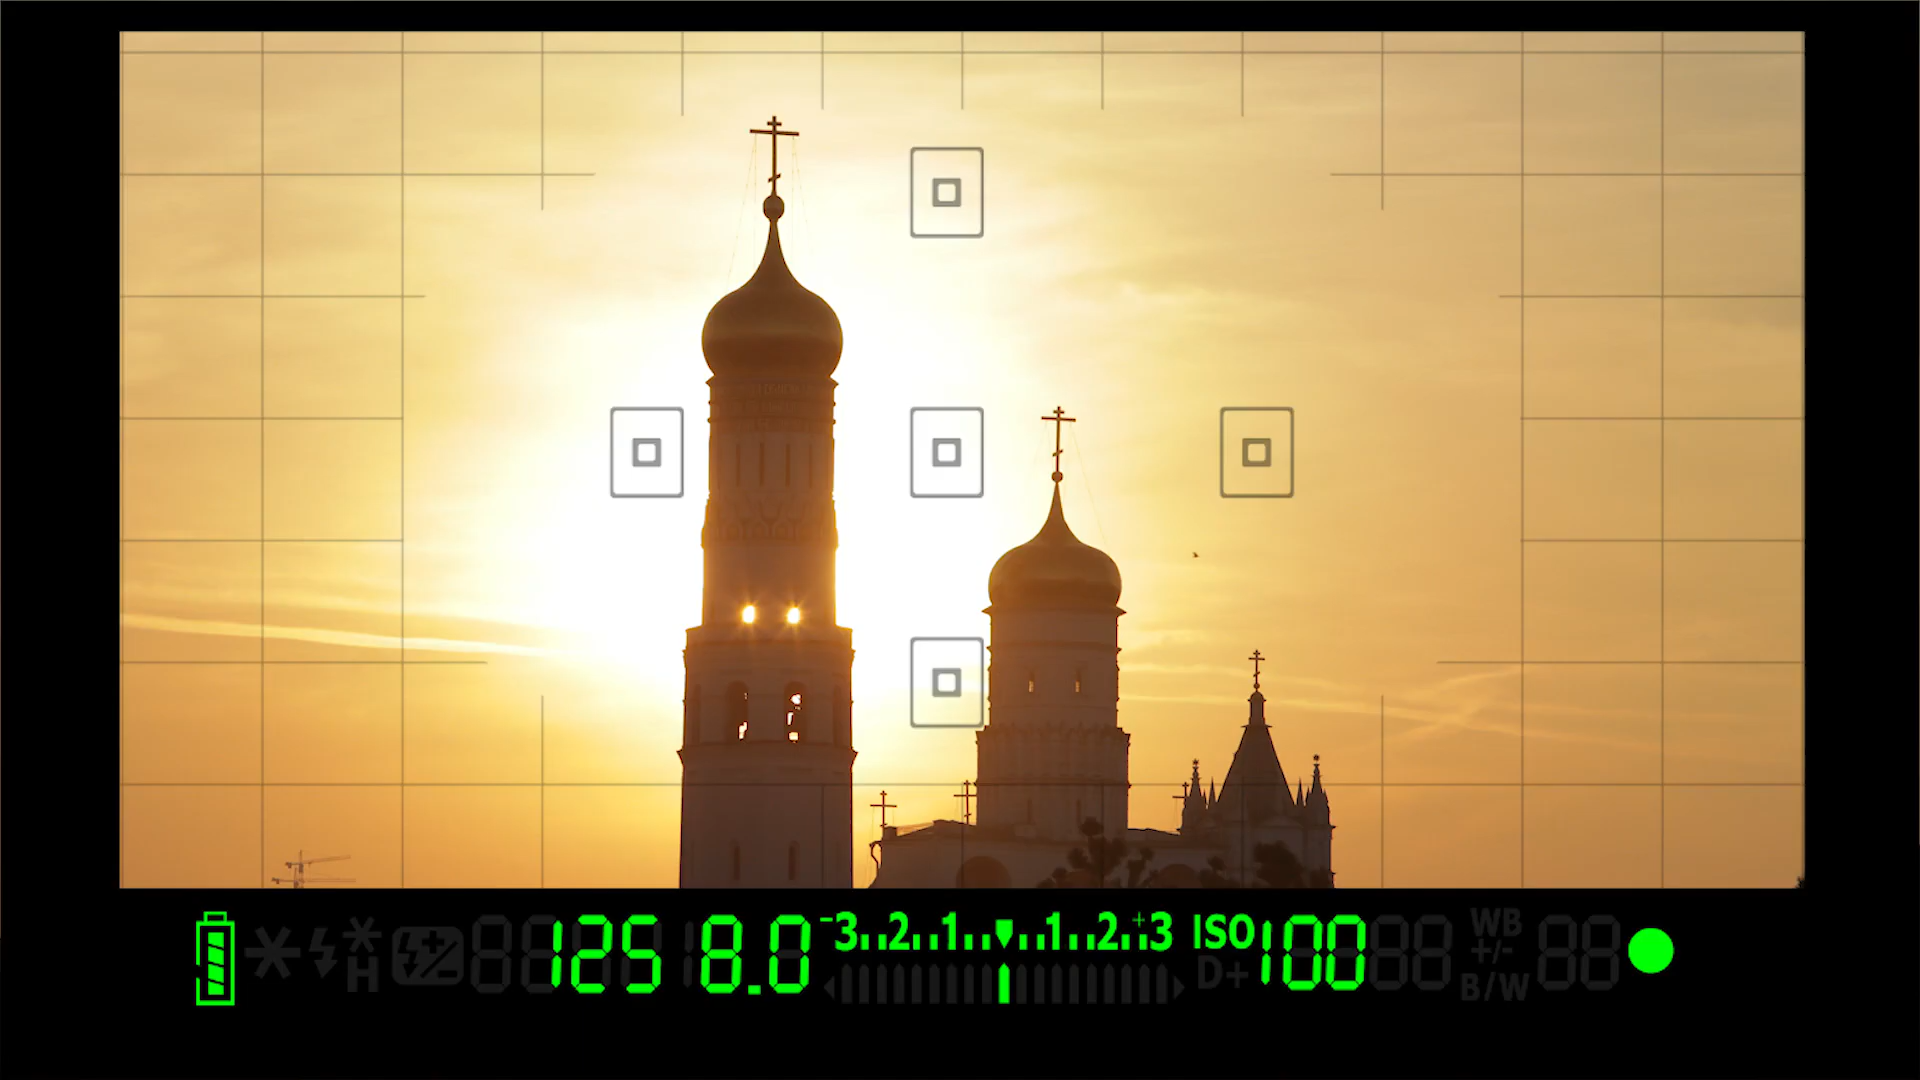 125 8.0 -3..2..1..▼..1..2..+3 ISO 100
* H D+ WB +/- B/W